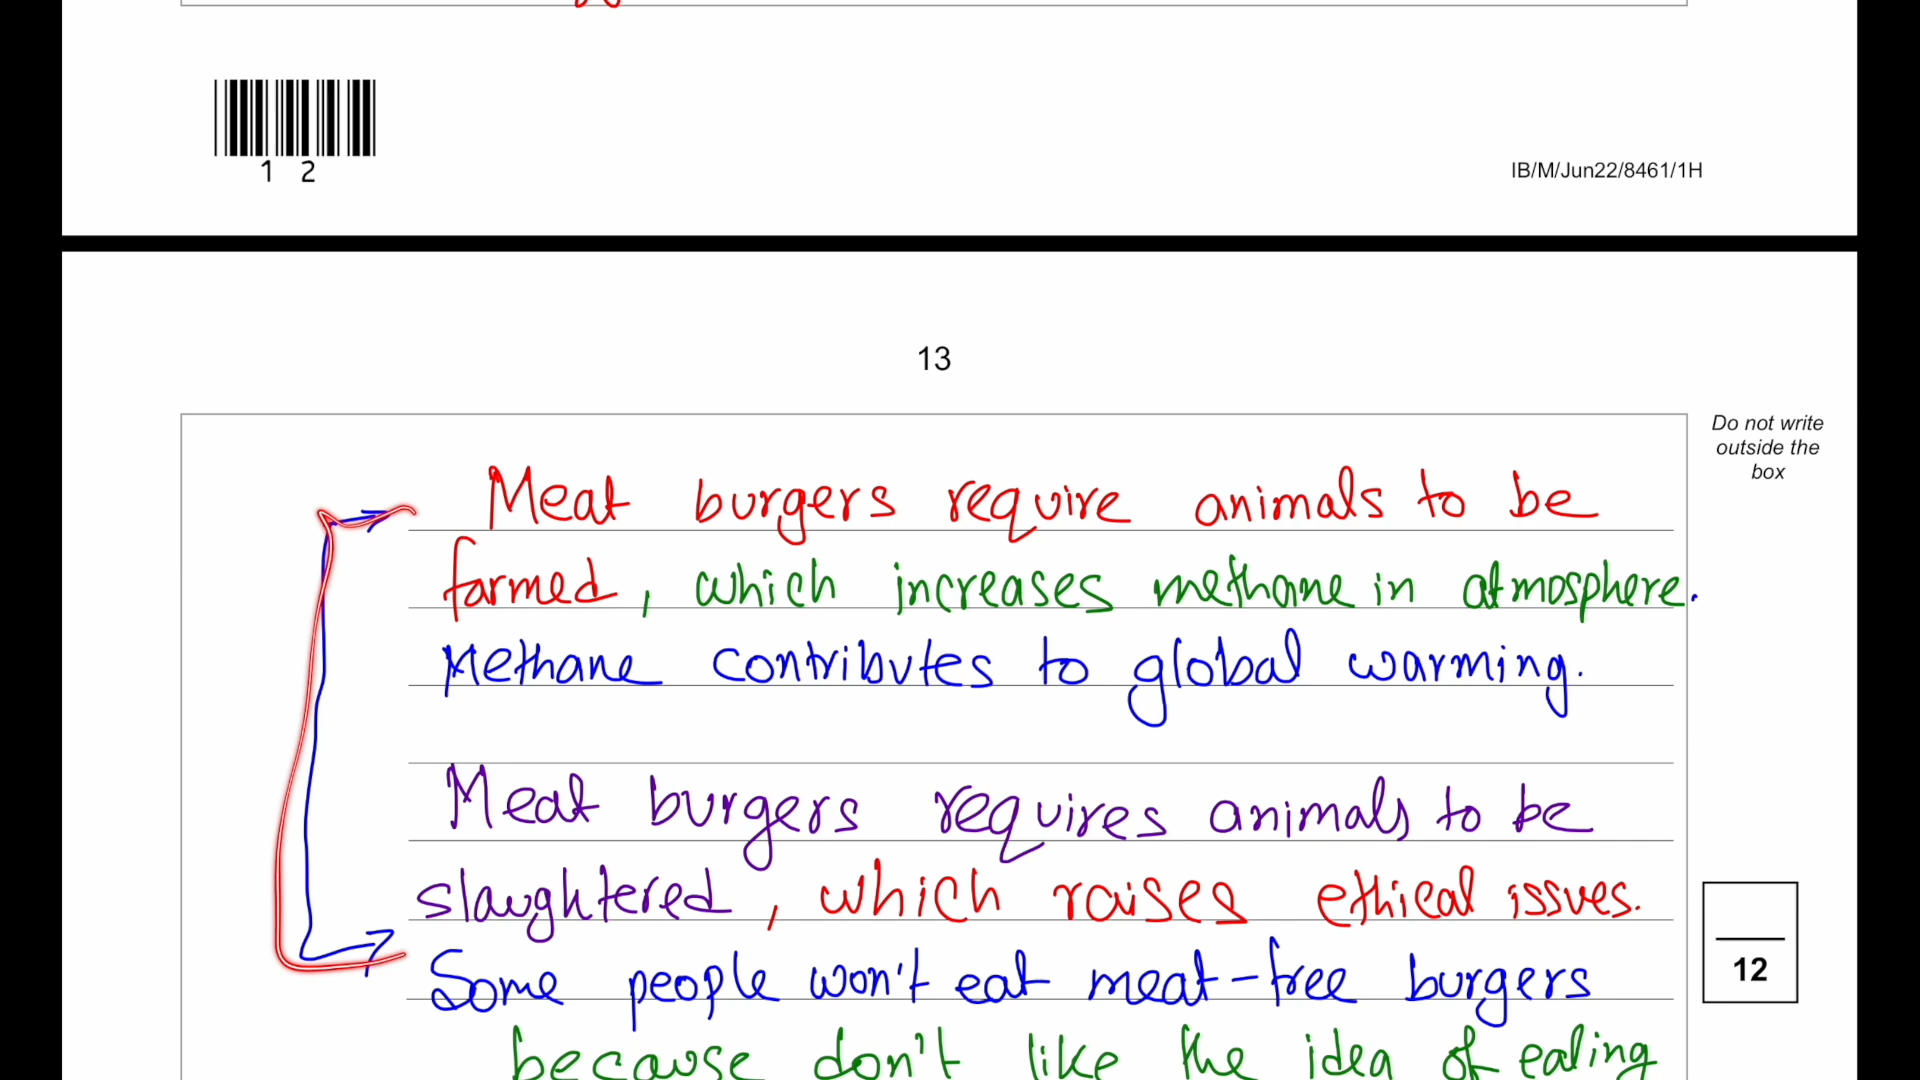 1 2
IB/M/Jun22/8461/1H
13
Do not write
outside the
box
Meat burgers require animals to be
farmed, which increases methane in atmosphere.
Methane contributes to global warming.
Meat burgers requires animals to be
slaughtered, which raises ethical issues.
Some people won't eat meat-free burgers
because don't like the idea of eating
12